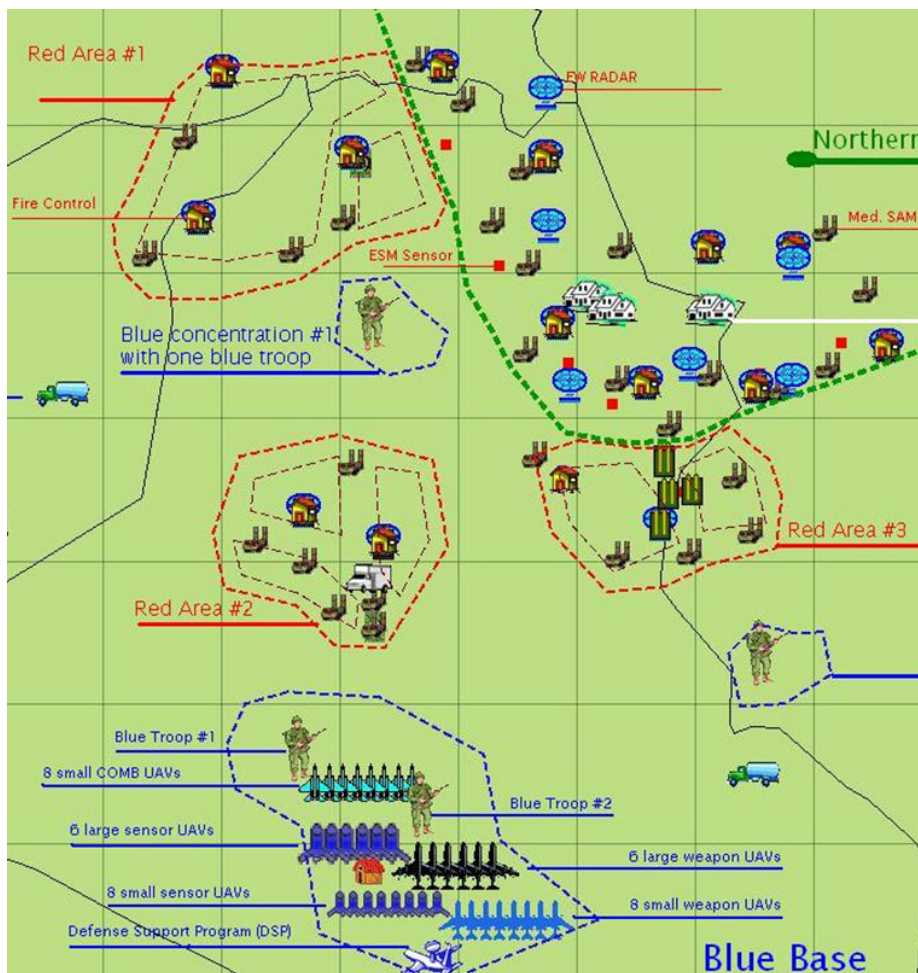 Red Area #1
EW RADAR
Northern
Fire Control
Med. SAM
ESM Sensor
Blue concentration #1
with one blue troop
Red Area #3
Red Area #2
Blue Troop #1
8 small COMB UAVs
Blue Troop #2
6 large sensor UAVs
6 large weapon UAVs
8 small sensor UAVs
8 small weapon UAVs
Defense Support Program (DSP)
Blue Base